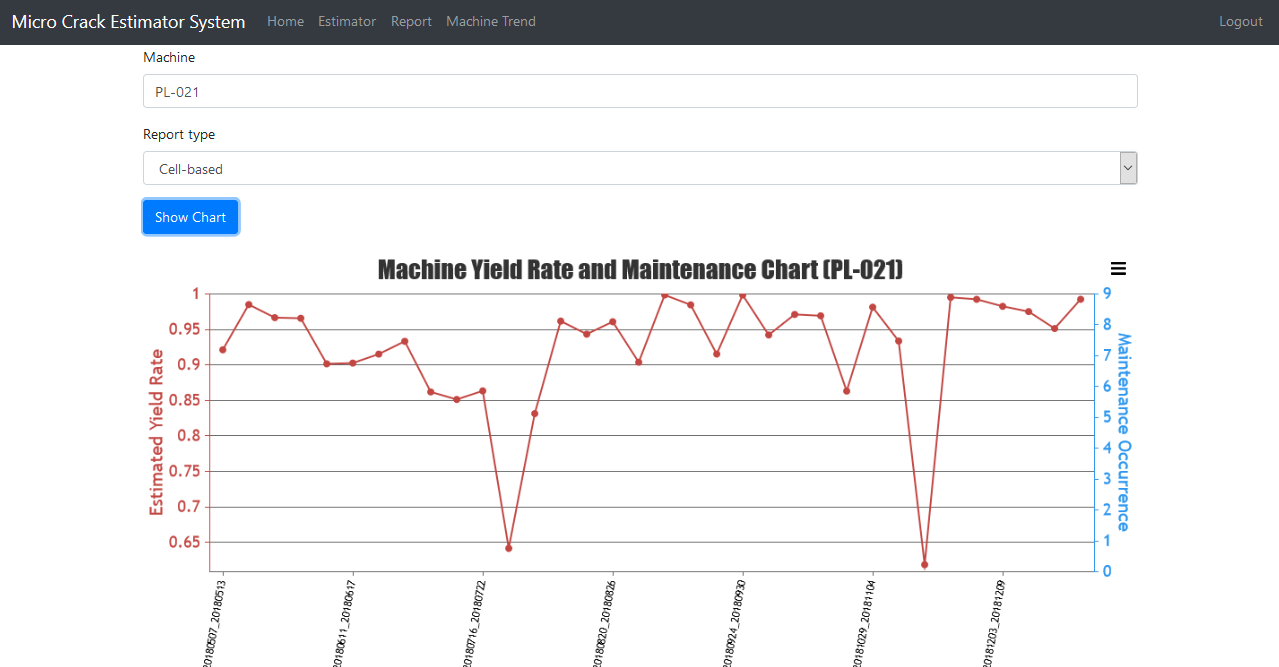 Micro Crack Estimator System Home Estimator Report Machine Trend Logout
Machine
PL-021
Report type
Cell-based
Show Chart
Machine Yield Rate and Maintenance Chart (PL-021)
Estimated Yield Rate
1
0.95
0.9
0.85
0.8
0.75
0.7
0.65
9
8
7
6
5
4
3
2
1
0
Maintenance Occurrence
20180507_20180513
20180611_20180617
20180716_20180722
20180820_20180826
20180924_20180930
20181029_20181104
20181203_20181209